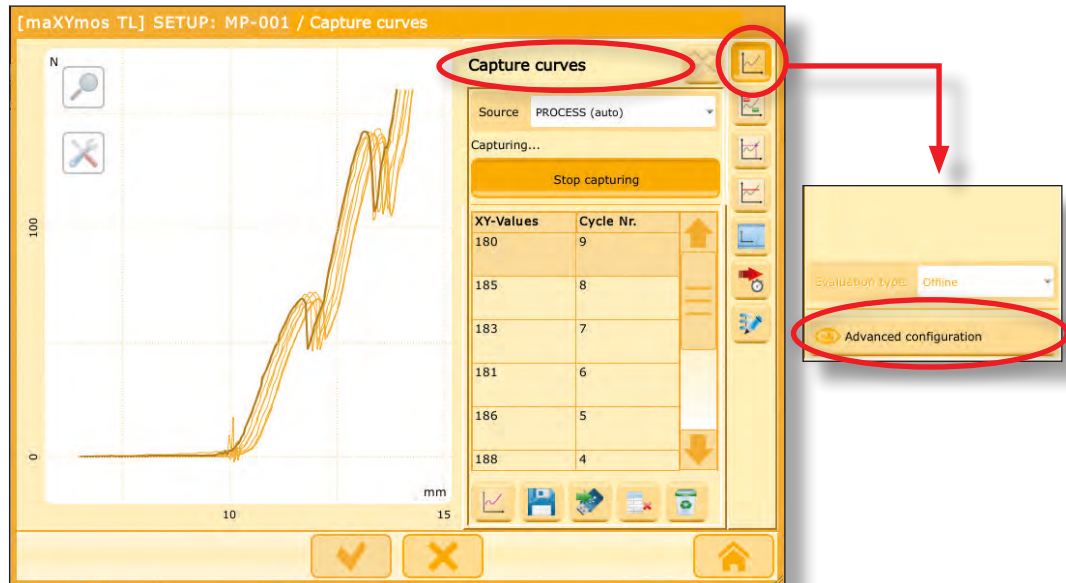 [maXYmos TL] SETUP: MP-001 / Capture curves
N
100
0
10
15
mm
Capture curves
Source PROCESS (auto)
Capturing...
Stop capturing
XY-Values Cycle Nr.
180 9
185 8
183 7
181 6
186 5
188 4
Evaluation type: Offline
Advanced configuration